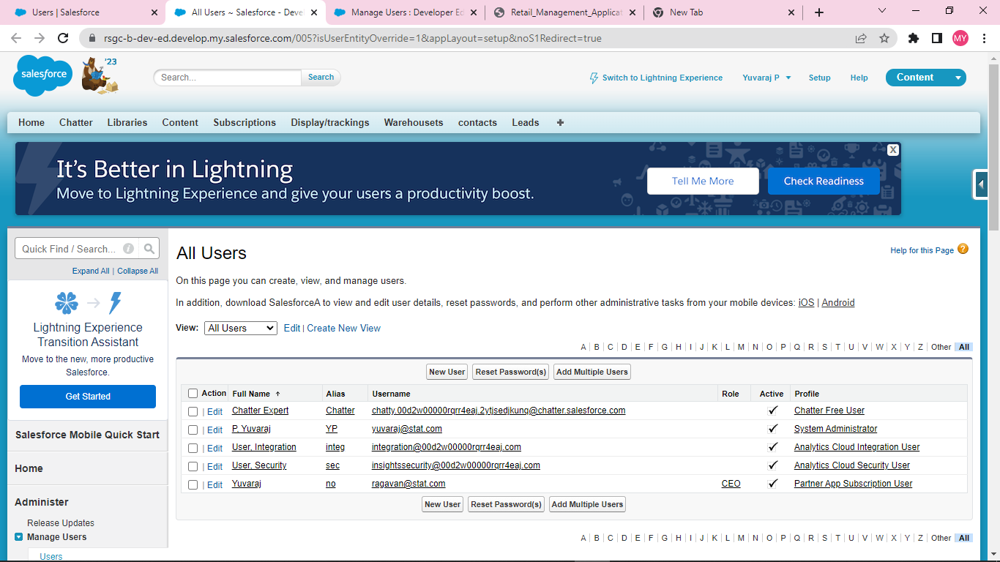 Users | Salesforce
All Users ~ Salesforce - Devel
Manage Users : Developer Ed
Retail_Management_Applicat
New Tab
rsgc-b-dev-ed.develop.my.salesforce.com/005?isUserEntityOverride=1&appLayout=setup&noS1Redirect=true
MY
salesforce
'23
Search...
Search
Switch to Lightning Experience
Yuvaraj P
Setup
Help
Content
Home Chatter Libraries Content Subscriptions Display/trackings Warehousets contacts Leads +
It's Better in Lightning
Move to Lightning Experience and give your users a productivity boost.
Tell Me More
Check Readiness
X
Quick Find / Search...
Expand All | Collapse All
Lightning Experience
Transition Assistant
Move to the new, more productive
Salesforce.
Get Started
Salesforce Mobile Quick Start
Home
Administer
Release Updates
Manage Users
Users
All Users
Help for this Page
On this page you can create, view, and manage users.
In addition, download SalesforceA to view and edit user details, reset passwords, and perform other administrative tasks from your mobile devices: iOS | Android
View: All Users Edit | Create New View
A | B | C | D | E | F | G | H | I | J | K | L | M | N | O | P | Q | R | S | T | U | V | W | X | Y | Z | Other | All
New User Reset Password(s) Add Multiple Users
Action Full Name Alias Username Role Active Profile
| Edit Chatter Expert Chatter chatty.00d2w00000rqrr4eaj.2ytjsedjkunq@chatter.salesforce.com Chatter Free User
| Edit P, Yuvaraj YP yuvaraj@stat.com System Administrator
| Edit User, Integration integ integration@00d2w00000rqrr4eaj.com Analytics Cloud Integration User
| Edit User, Security sec insightssecurity@00d2w00000rqrr4eaj.com Analytics Cloud Security User
| Edit Yuvaraj no ragavan@stat.com CEO Partner App Subscription User
New User Reset Password(s) Add Multiple Users
A | B | C | D | E | F | G | H | I | J | K | L | M | N | O | P | Q | R | S | T | U | V | W | X | Y | Z | Other | All